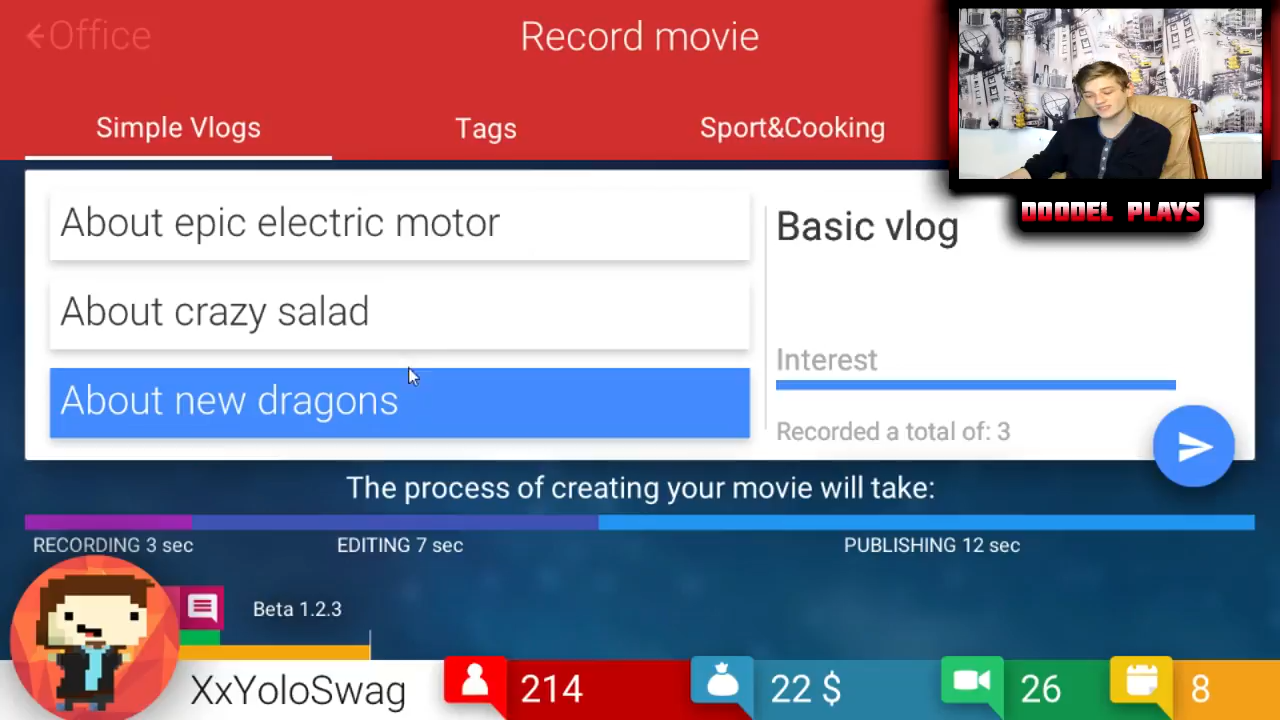 Office
Record movie
Simple Vlogs
Tags
Sport&Cooking
DOODEL PLAYS
About epic electric motor
About crazy salad
About new dragons
Basic vlog
Interest
Recorded a total of: 3
The process of creating your movie will take:
RECORDING 3 sec
EDITING 7 sec
PUBLISHING 12 sec
Beta 1.2.3
XxYoloSwag
214
22 $
26
8